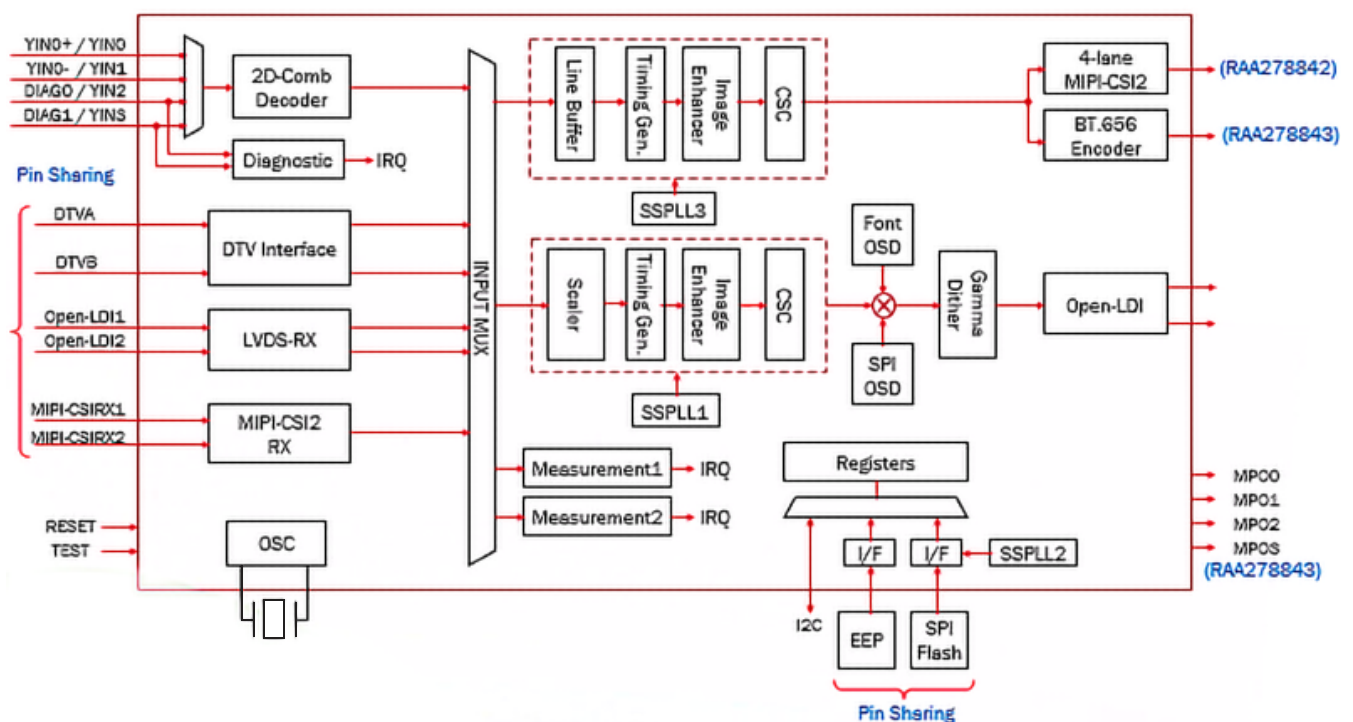 YIN0+ / YIN0
YIN0- / YIN1
DIAG0 / YIN2
DIAG1 / YINS
Pin Sharing
DTVA
DTVB
Open-LDI1
Open-LDI2
MIPI-CSIRX1
MIPI-CSIRX2
RESET
TEST
2D-Comb
Decoder
Diagnostic
IRQ
DTV Interface
LVDS-RX
MIPI-CSI2
RX
OSC
INPUT MUX
Line Buffer
Timing Gen.
Image
Enhancer
CSC
SSPLL3
Scaler
Timing Gen.
Image
Enhancer
CSC
SSPLL1
Measurement1
IRQ
Measurement2
IRQ
4-lane
MIPI-CSI2
(RAA278842)
BT.656
Encoder
(RAA278843)
Font
OSD
SPI
OSD
Gamma
Dither
Open-LDI
Registers
I/F
I/F
SSPLL2
I2C
EEP
SPI
Flash
Pin Sharing
MPO0
MPO1
MPO2
MPOS
(RAA278843)